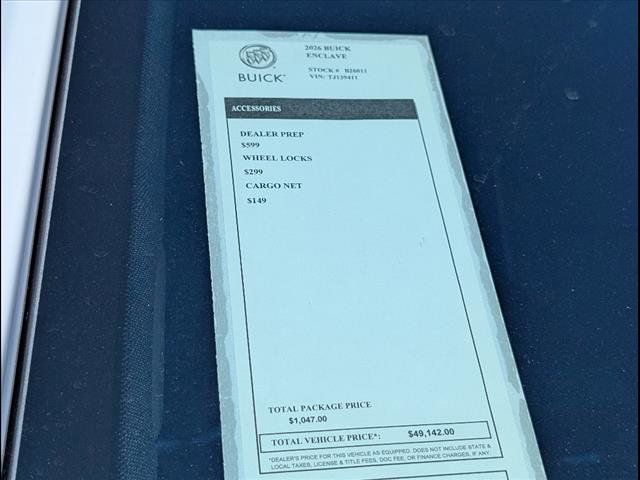 2026 BUICK
ENCLAVE
BUICK
STOCK # B26011
VIN: TJ139411
ACCESSORIES
DEALER PREP
$599
WHEEL LOCKS
$299
CARGO NET
$149
TOTAL PACKAGE PRICE
$1,047.00
TOTAL VEHICLE PRICE*: $49,142.00
*DEALER'S PRICE FOR THIS VEHICLE AS EQUIPPED. DOES NOT INCLUDE STATE &
LOCAL TAXES, LICENSE & TITLE FEES, DOC FEE, OR FINANCE CHARGES, IF ANY.